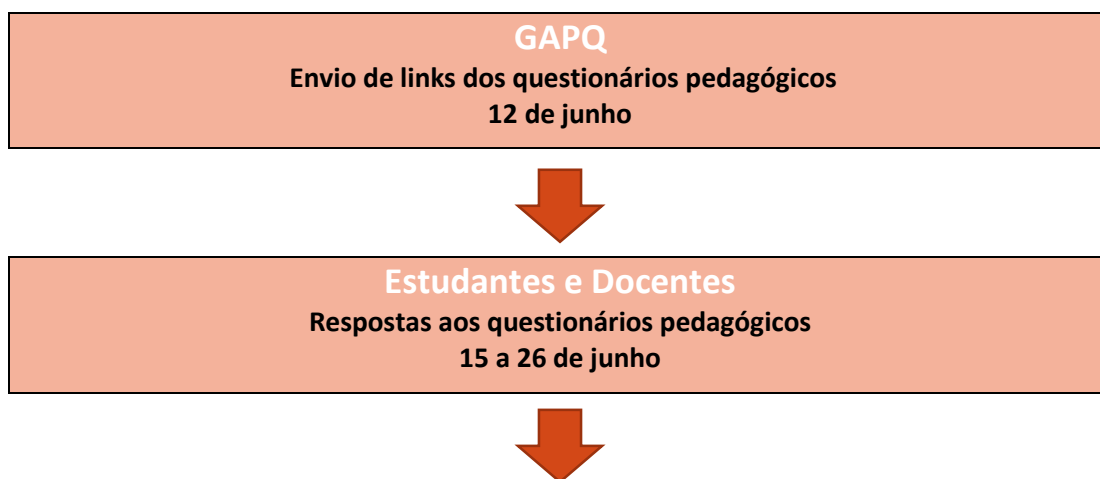 GAPQ
Envio de links dos questionários pedagógicos
12 de junho
Estudantes e Docentes
Respostas aos questionários pedagógicos
15 a 26 de junho